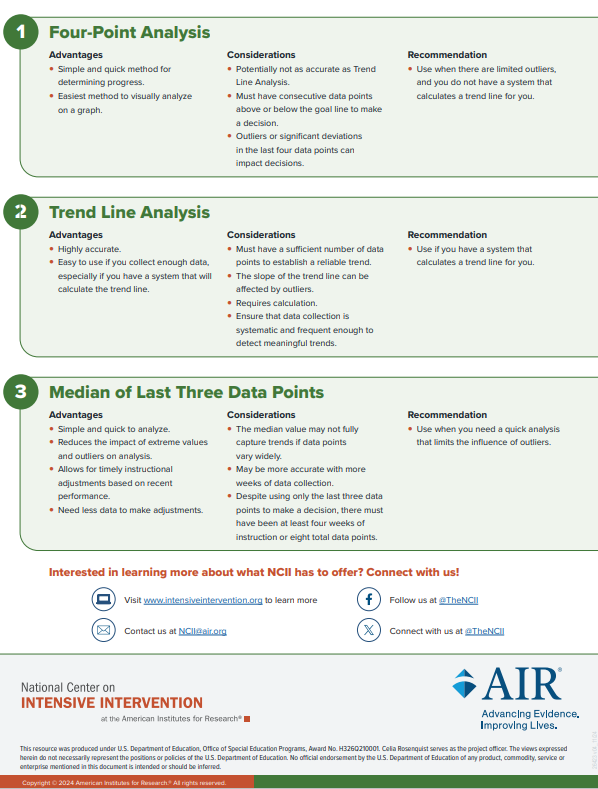 1
Four-Point Analysis
Advantages
• Simple and quick method for
determining progress.
• Easiest method to visually analyze
on a graph.
Considerations
• Potentially not as accurate as Trend
Line Analysis.
• Must have consecutive data points
above or below the goal line to make
a decision.
• Outliers or significant deviations
in the last four data points can
impact decisions.
Recommendation
• Use when there are limited outliers,
and you do not have a system that
calculates a trend line for you.
2
Trend Line Analysis
Advantages
• Highly accurate.
• Easy to use if you collect enough data,
especially if you have a system that will
calculate the trend line.
Considerations
• Must have a sufficient number of data
points to establish a reliable trend.
• The slope of the trend line can be
affected by outliers.
• Requires calculation.
• Ensure that data collection is
systematic and frequent enough to
detect meaningful trends.
Recommendation
• Use if you have a system that
calculates a trend line for you.
3
Median of Last Three Data Points
Advantages
• Simple and quick to analyze.
• Reduces the impact of extreme values
and outliers on analysis.
• Allows for timely instructional
adjustments based on recent
performance.
• Need less data to make adjustments.
Considerations
• The median value may not fully
capture trends if data points
vary widely.
• May be more accurate with more
weeks of data collection.
• Despite using only the last three data
points to make a decision, there must
have been at least four weeks of
instruction or eight total data points.
Recommendation
• Use when you need a quick analysis
that limits the influence of outliers.
Interested in learning more about what NCII has to offer? Connect with us!
Visit www.intensiveintervention.org to learn more
Follow us at @TheNCII
Contact us at NCII@air.org
Connect with us at @TheNCII
National Center on
INTENSIVE INTERVENTION
at the American Institutes for Research®
AIR®
Advancing Evidence.
Improving Lives.
This resource was produced under U.S. Department of Education, Office of Special Education Programs, Award No. H326Q210001. Celia Rosenquist serves as the project officer. The views expressed
herein do not necessarily represent the positions or policies of the U.S. Department of Education. No official endorsement by the U.S. Department of Education of any product, commodity, service or
enterprise mentioned in this document is intended or should be inferred.
Copyright © 2024 American Institutes for Research.® All rights reserved.